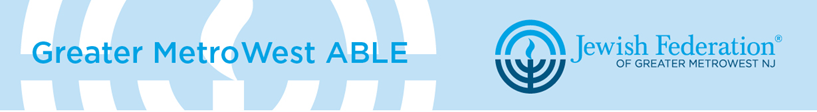 Greater MetroWest ABLE
Jewish Federation®
OF GREATER METROWEST NJ